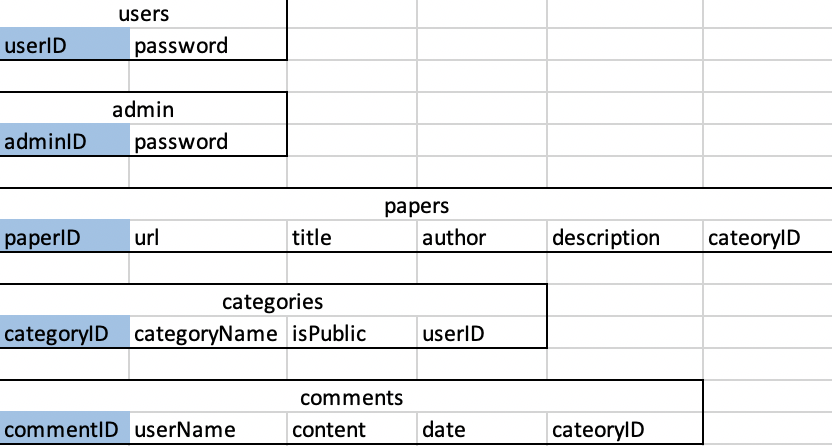 users
userID password
admin
adminID password
papers
paperID url title author description cateoryID
categories
categoryID categoryName isPublic userID
comments
commentID userName content date cateoryID